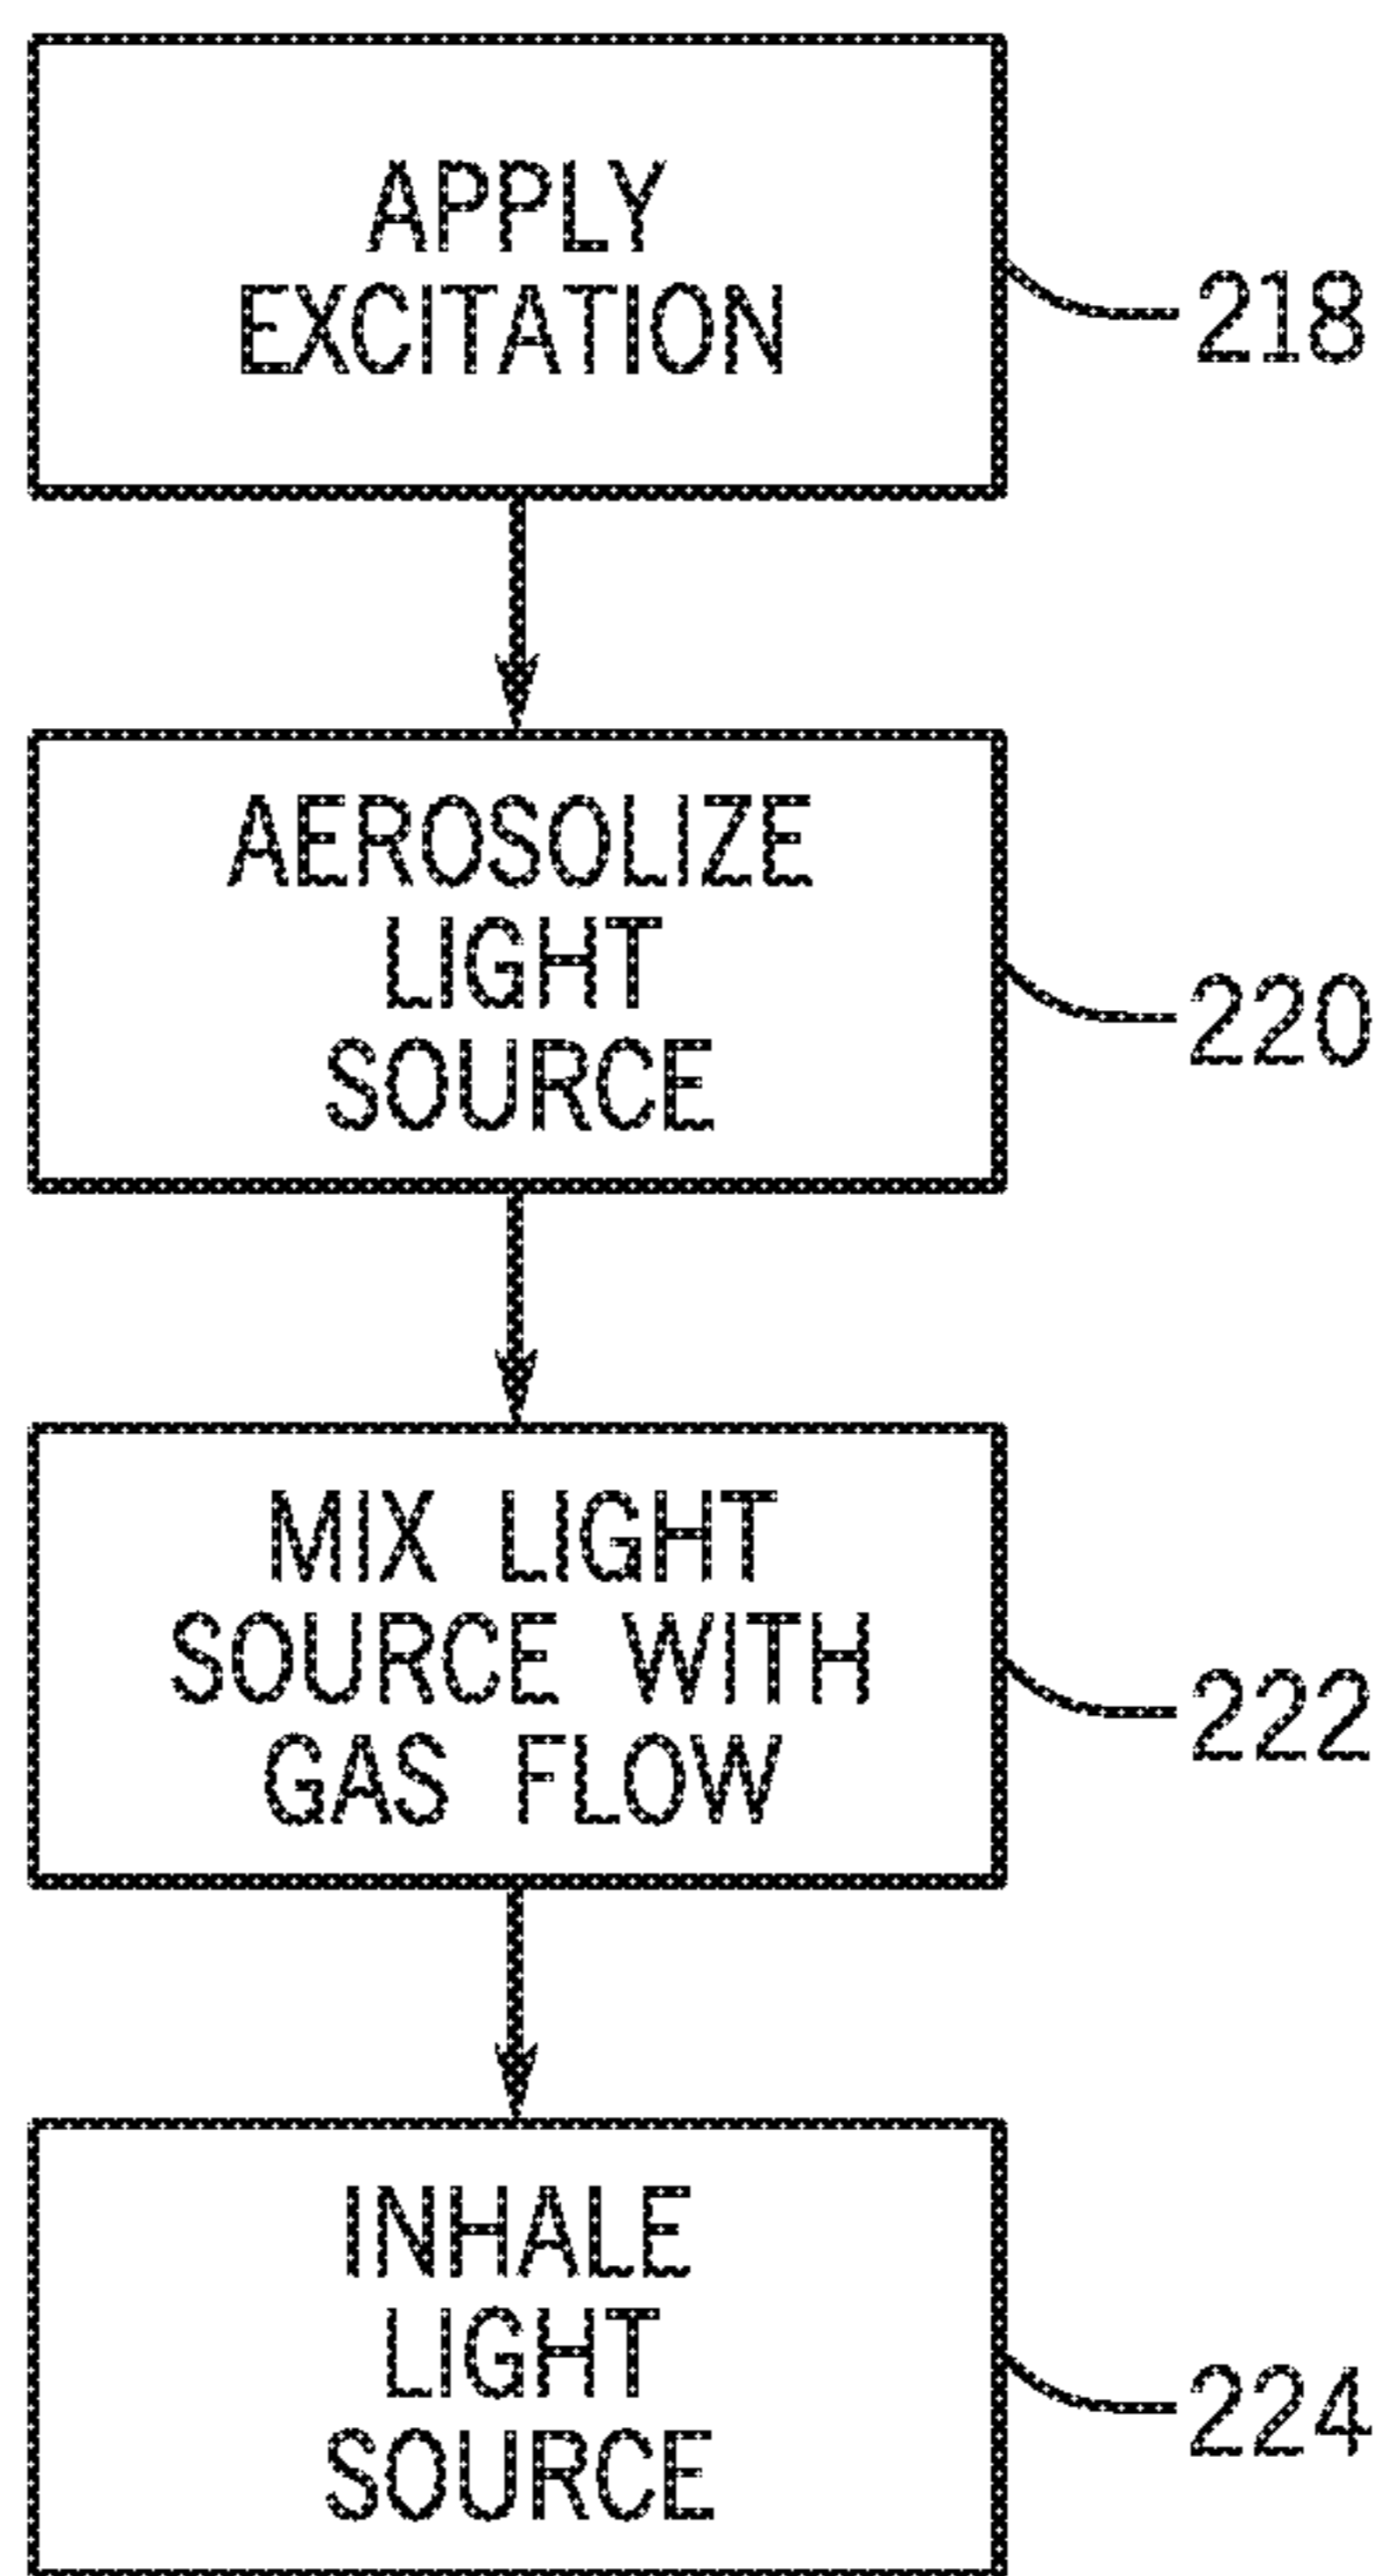 APPLY
EXCITATION
218
AEROSOLIZE
LIGHT
SOURCE
220
MIX LIGHT
SOURCE WITH
GAS FLOW
222
INHALE
LIGHT
SOURCE
224